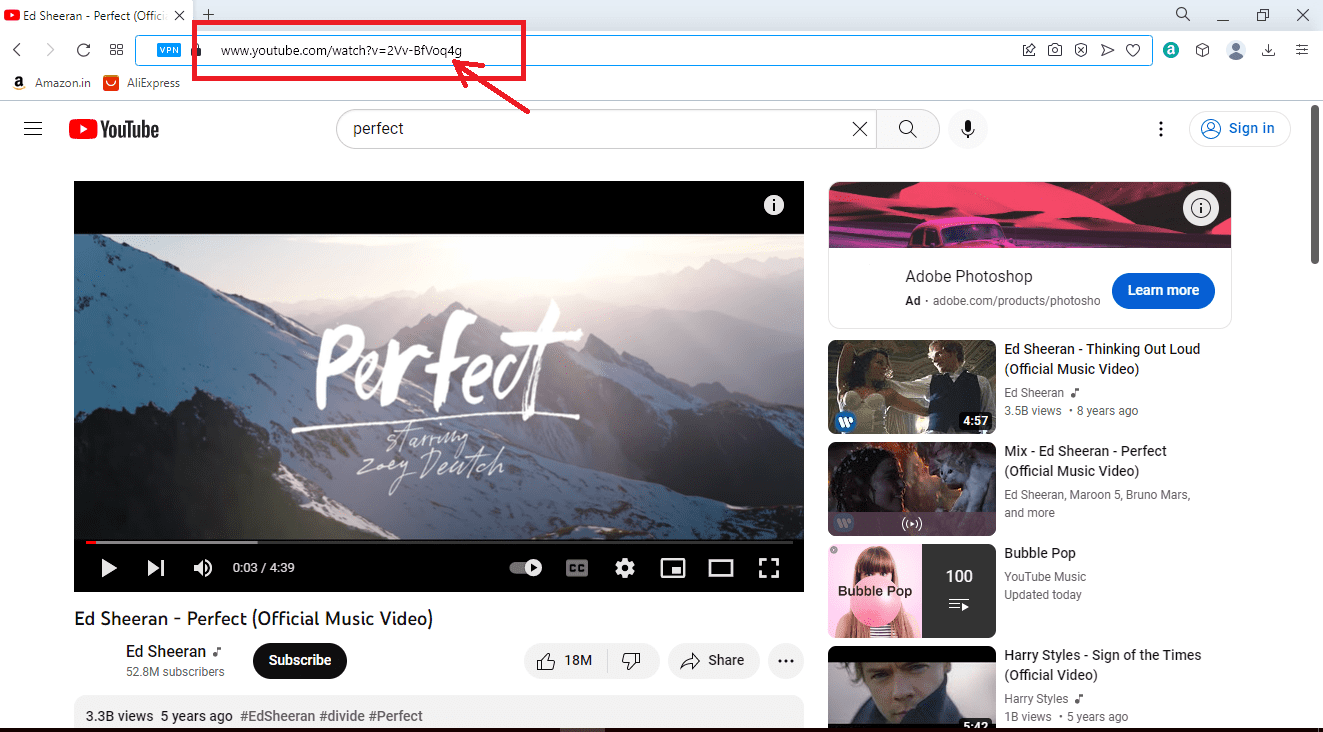 Ed Sheeran - Perfect (Offici
VPN
www.youtube.com/watch?v=2Vv-BfVoq4g
a Amazon.in
AliExpress
YouTube
perfect
Sign in
Perfect
starring
Zoey Deutch
0:03 / 4:39
CC
Ed Sheeran - Perfect (Official Music Video)
Ed Sheeran
52.8M subscribers
Subscribe
18M
Share
3.3B views 5 years ago #EdSheeran #divide #Perfect
Adobe Photoshop
Ad · adobe.com/products/photosho
Learn more
4:57
Ed Sheeran - Thinking Out Loud
(Official Music Video)
Ed Sheeran
3.5B views • 8 years ago
Mix - Ed Sheeran - Perfect
(Official Music Video)
Ed Sheeran, Maroon 5, Bruno Mars,
and more
Bubble Pop
100
Bubble Pop
YouTube Music
Updated today
5:42
Harry Styles - Sign of the Times
(Official Video)
Harry Styles
1B views • 5 years ago